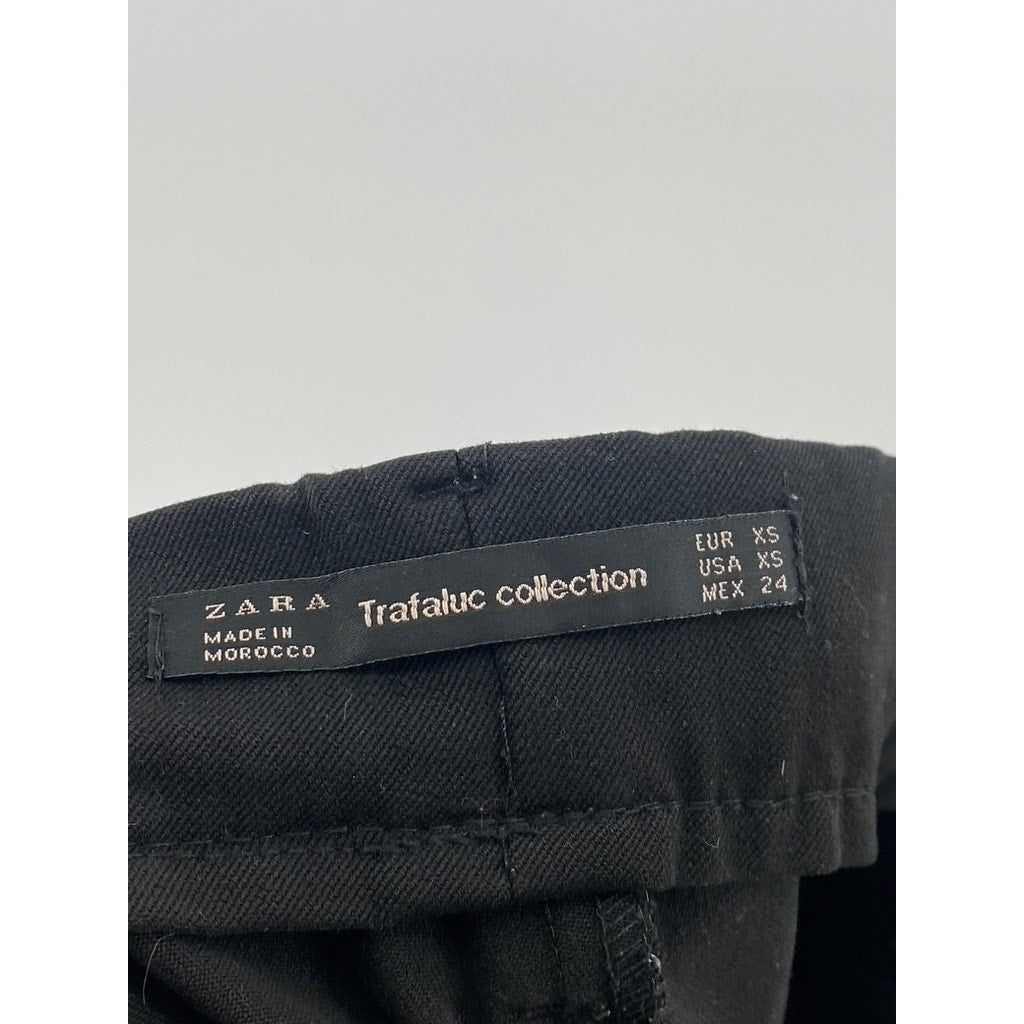 ZARA
MADE IN
MOROCCO
Trafaluc collection
EUR XS
USA XS
MEX 24